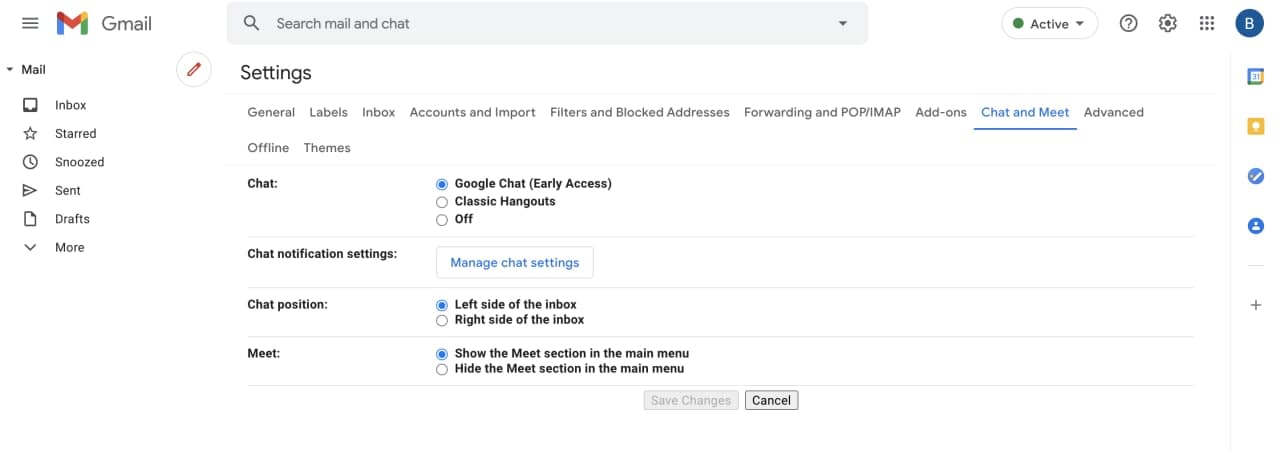 Gmail
Search mail and chat
Active
B
Mail
Inbox
Starred
Snoozed
Sent
Drafts
More
Settings
General Labels Inbox Accounts and Import Filters and Blocked Addresses Forwarding and POP/IMAP Add-ons Chat and Meet Advanced
Offline Themes
Chat:
Google Chat (Early Access)
Classic Hangouts
Off
Chat notification settings:
Manage chat settings
Chat position:
Left side of the inbox
Right side of the inbox
Meet:
Show the Meet section in the main menu
Hide the Meet section in the main menu
Save Changes Cancel
31